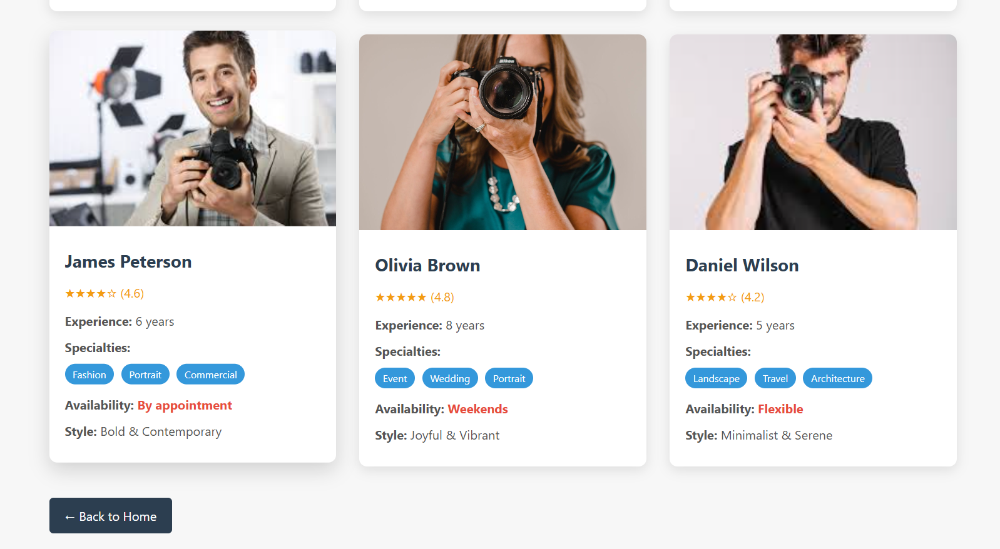 Nikon
James Peterson
★★★★☆ (4.6)
Experience: 6 years
Specialties:
Fashion Portrait Commercial
Availability: By appointment
Style: Bold & Contemporary
Olivia Brown
★★★★★ (4.8)
Experience: 8 years
Specialties:
Event Wedding Portrait
Availability: Weekends
Style: Joyful & Vibrant
Daniel Wilson
★★★★☆ (4.2)
Experience: 5 years
Specialties:
Landscape Travel Architecture
Availability: Flexible
Style: Minimalist & Serene
← Back to Home